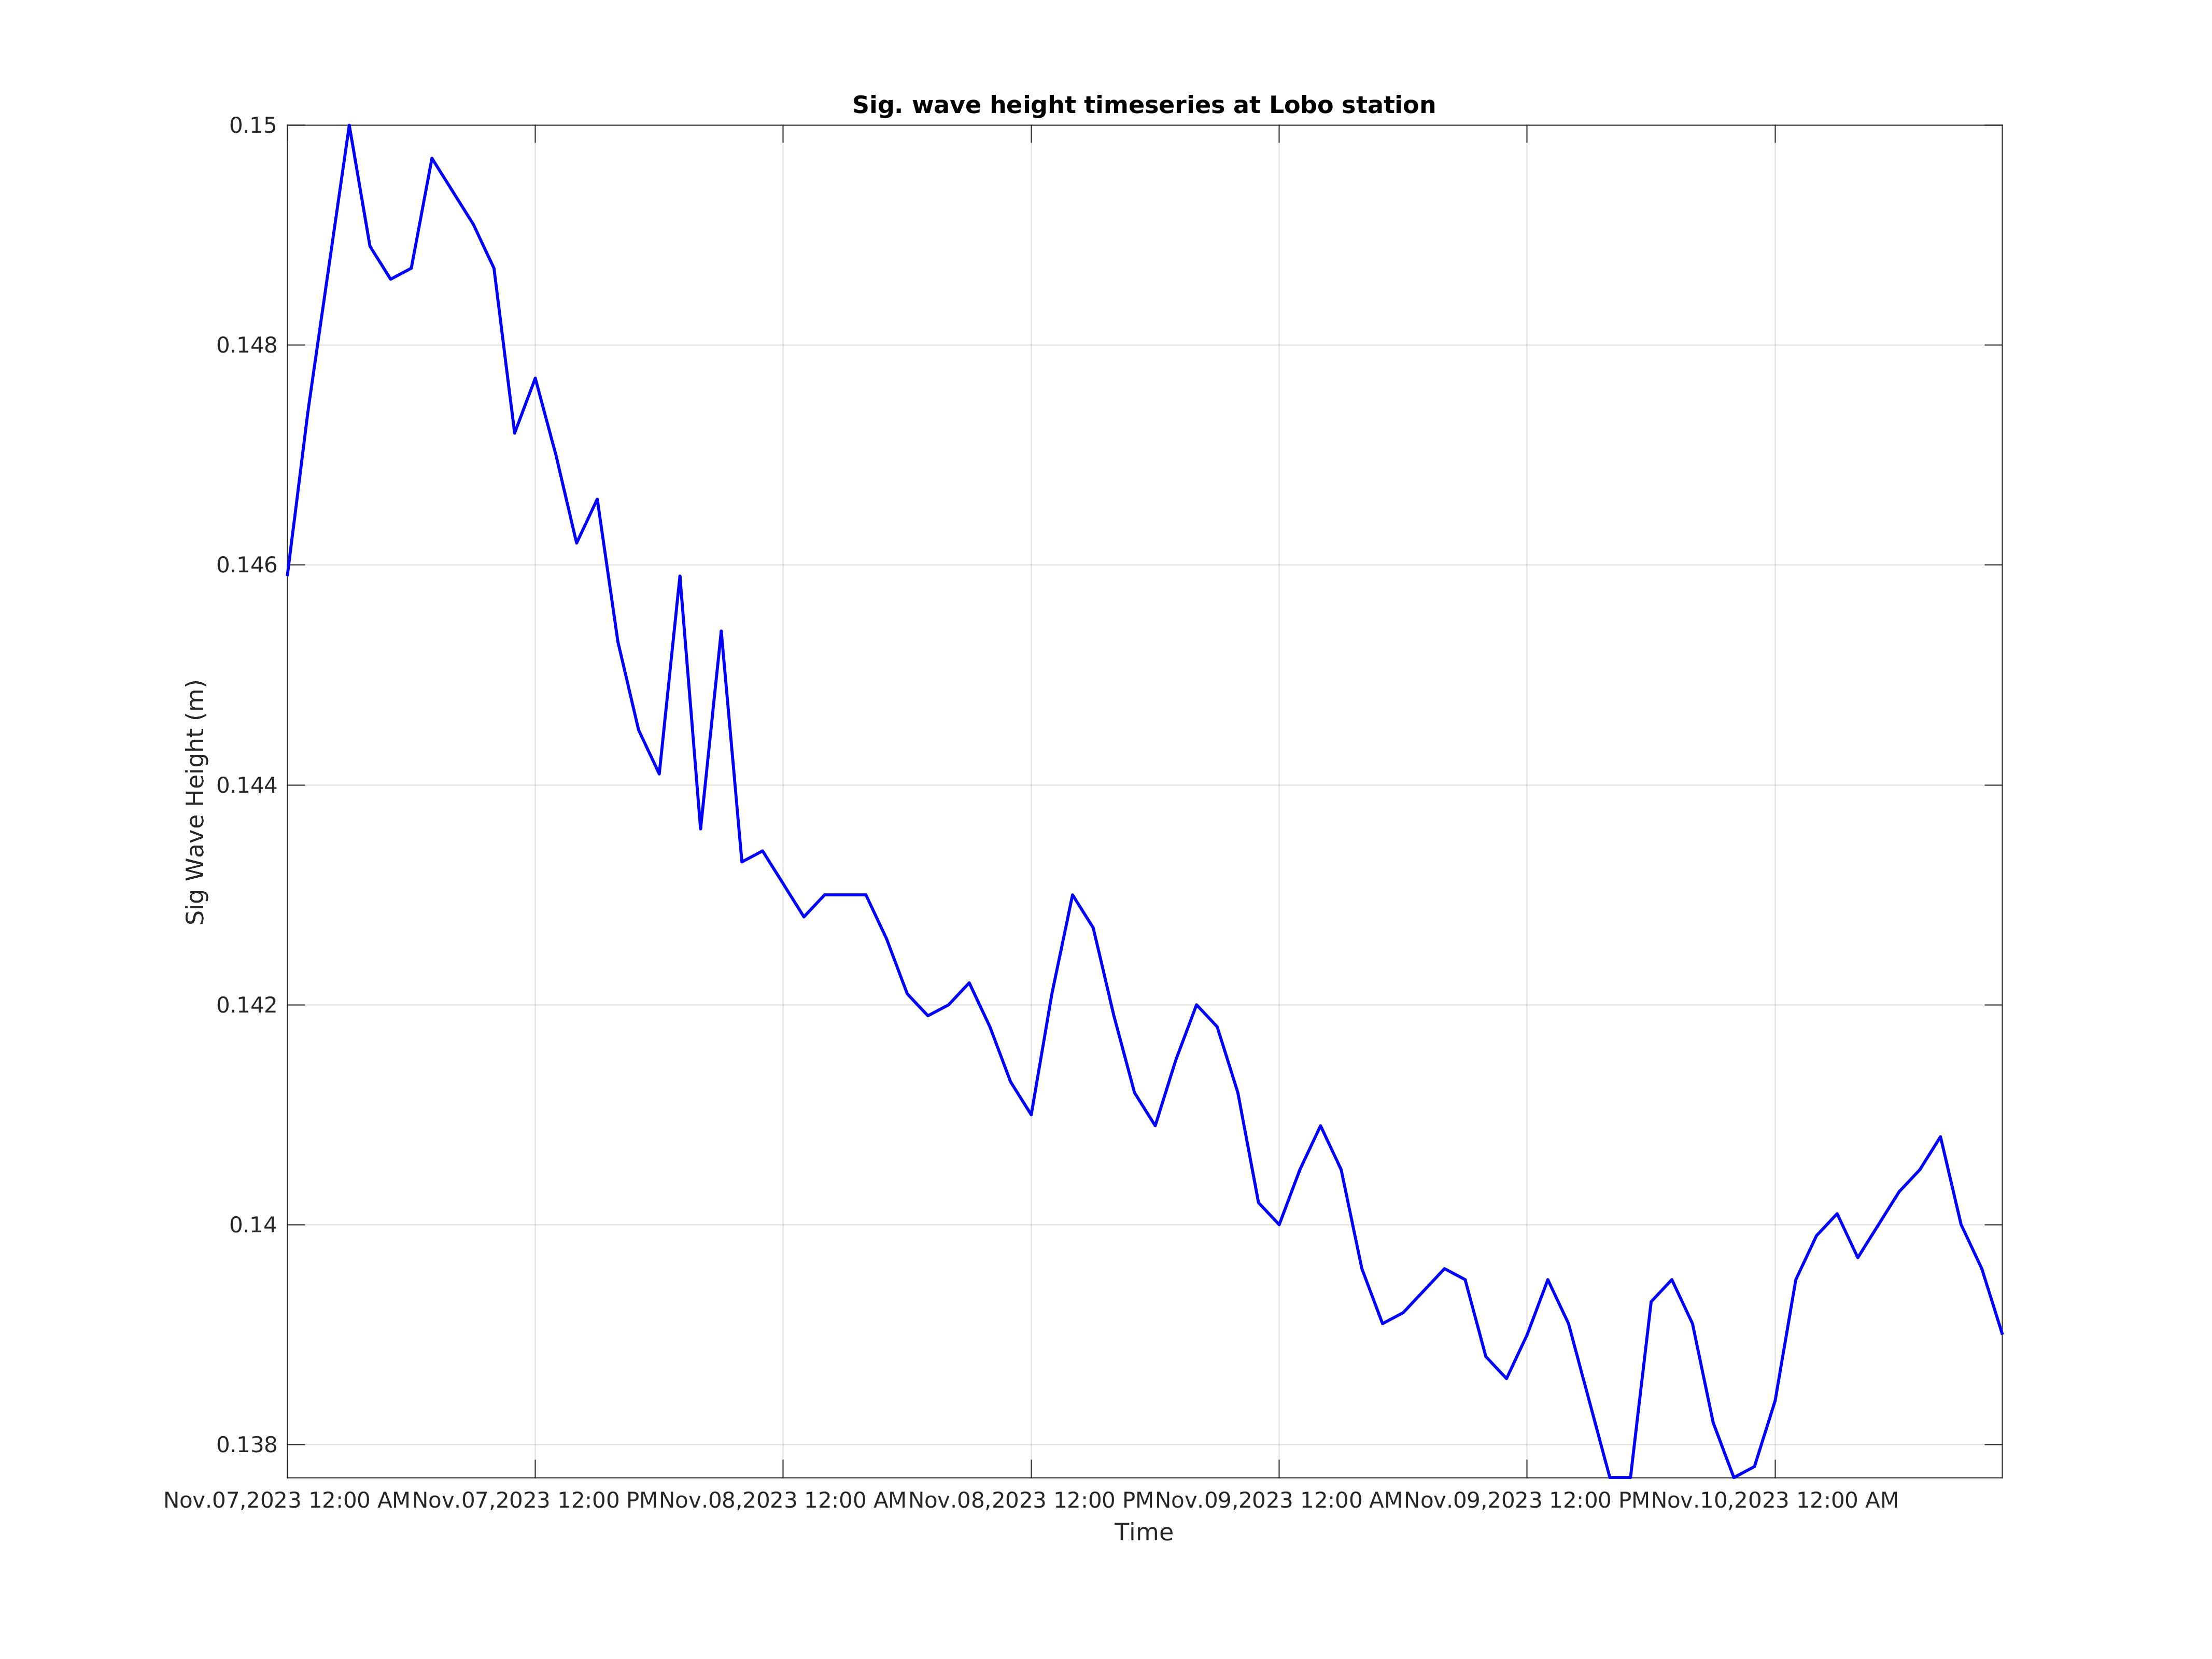 Sig. wave height timeseries at Lobo station
0.15
0.148
0.146
0.144
0.142
0.14
0.138
Sig Wave Height (m)
Nov.07,2023 12:00 AM Nov.07,2023 12:00 PM Nov.08,2023 12:00 AM Nov.08,2023 12:00 PM Nov.09,2023 12:00 AM Nov.09,2023 12:00 PM Nov.10,2023 12:00 AM
Time